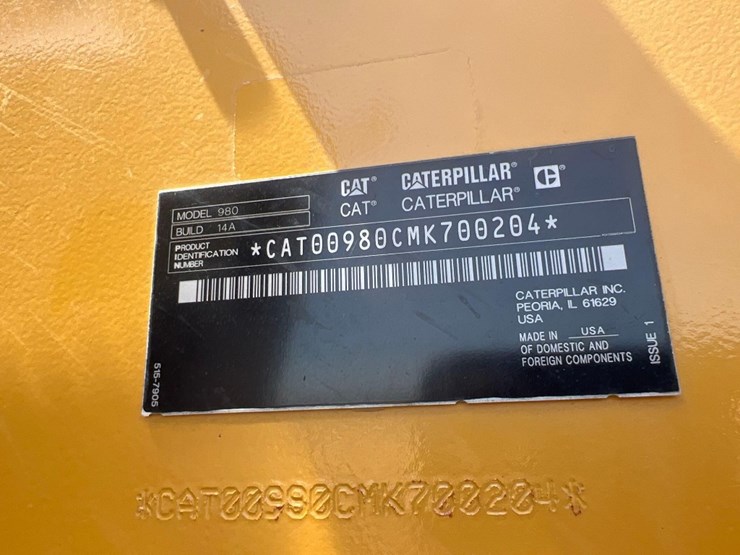 CAT® CATERPILLAR® C®
CAT® CATERPILLAR®
MODEL 980
BUILD 14A
PRODUCT IDENTIFICATION NUMBER *CAT00980CMK700204*
CATERPILLAR INC.
PEORIA, IL 61629
USA
MADE IN USA
OF DOMESTIC AND
FOREIGN COMPONENTS
ISSUE 1
515-7905
*CAT00980CMK700204*